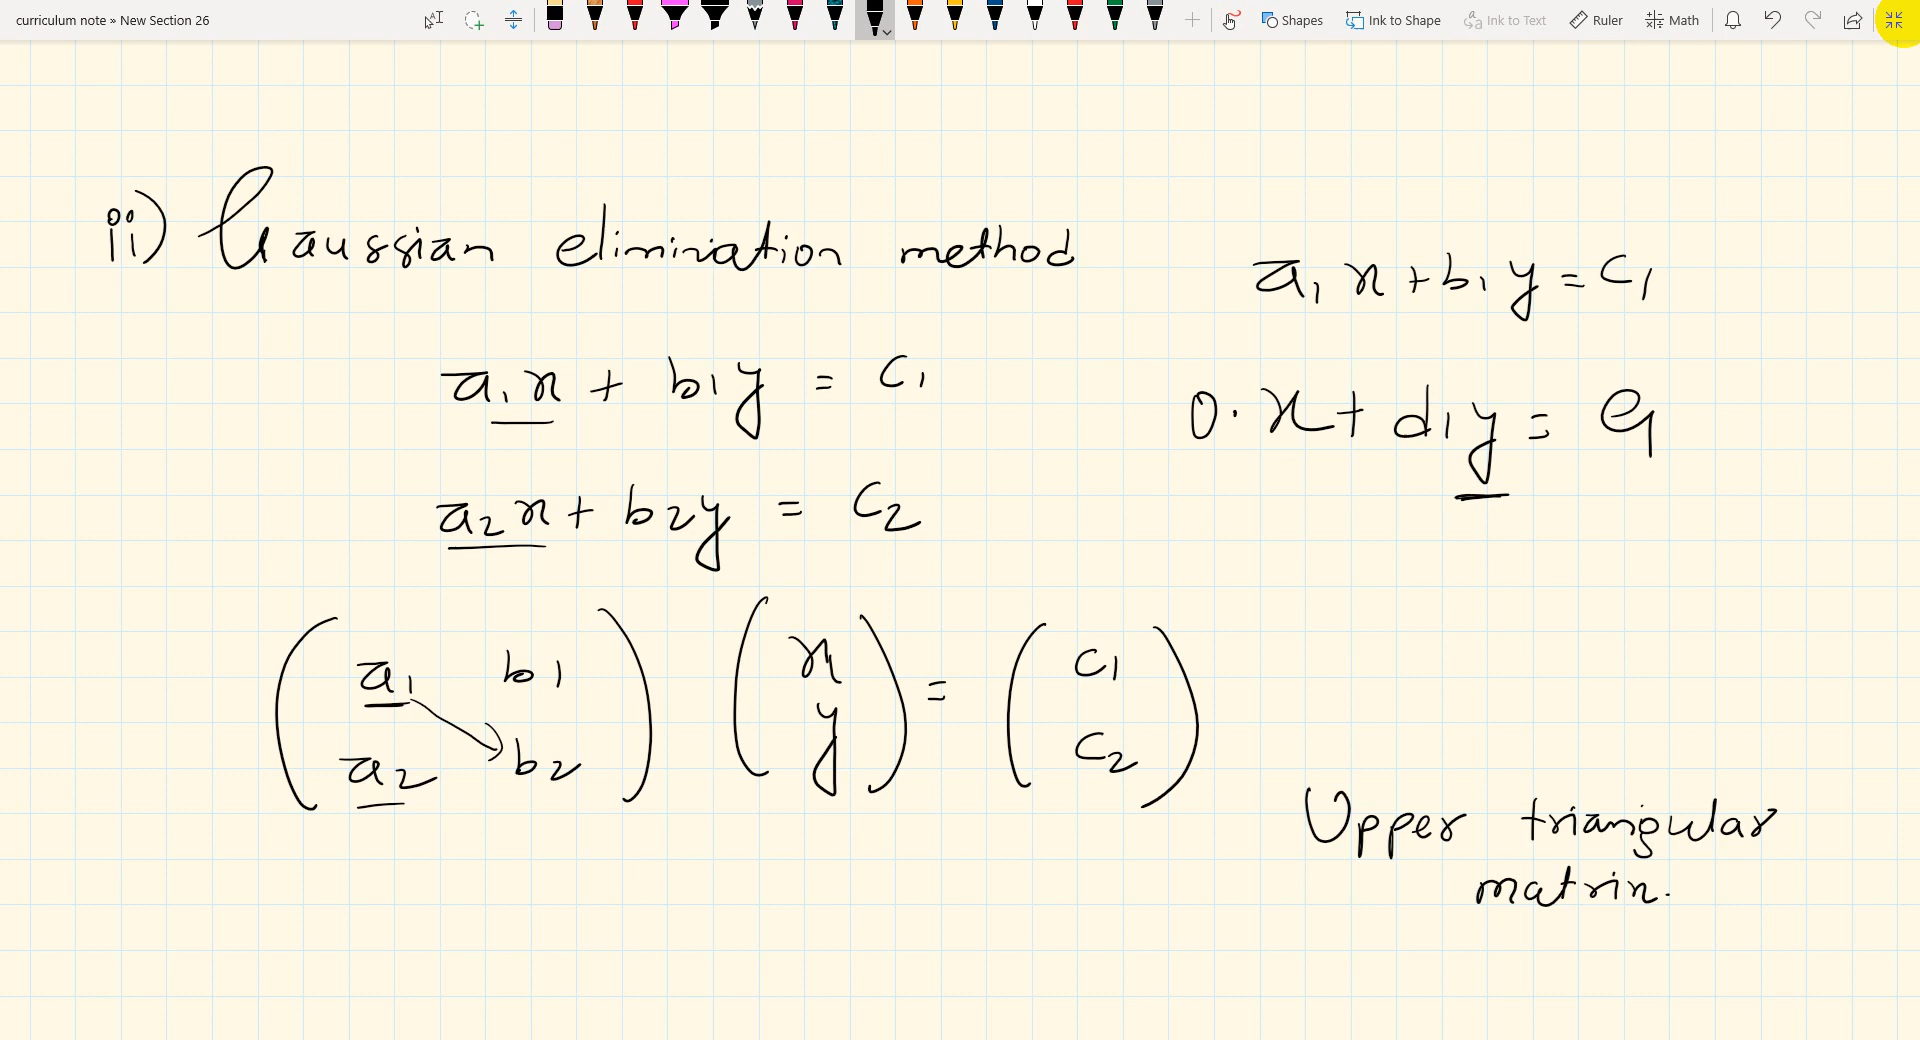 curriculum note » New Section 26
Shapes Ink to Shape Ink to Text Ruler Math
ii) Gaussian elimination method
a₁x + b₁y = c₁
a₂x + b₂y = c₂
a₁x + b₁y = c₁
0·x + d₁y = e₁
( a₁ b₁ ) ( x ) = ( c₁ )
( a₂ b₂ ) ( y ) ( c₂ )
Upper triangular
matrix.